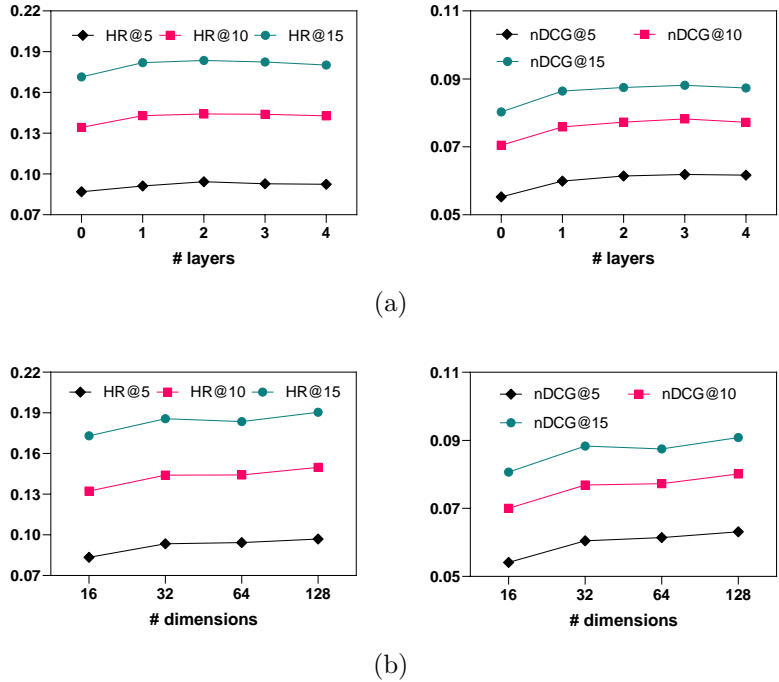 0.22
0.19
0.16
0.13
0.10
0.07
HR@5 HR@10 HR@15
0 1 2 3 4
# layers
0.11
0.09
0.07
0.05
nDCG@5 nDCG@10
nDCG@15
0 1 2 3 4
# layers
(a)
0.22
0.19
0.16
0.13
0.10
0.07
HR@5 HR@10 HR@15
16 32 64 128
# dimensions
0.11
0.09
0.07
0.05
nDCG@5 nDCG@10
nDCG@15
16 32 64 128
# dimensions
(b)